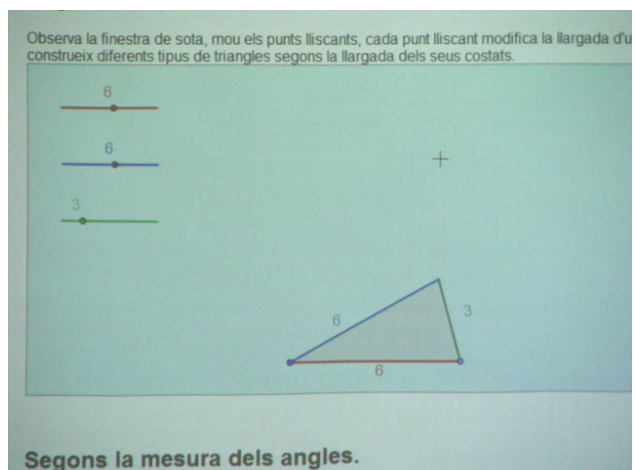 Observa la finestra de sota, mou els punts lliscants, cada punt lliscant modifica la llargada d'u
construeix diferents tipus de triangles segons la llargada dels seus costats.
6
6
3
6
3
6
Segons la mesura dels angles.